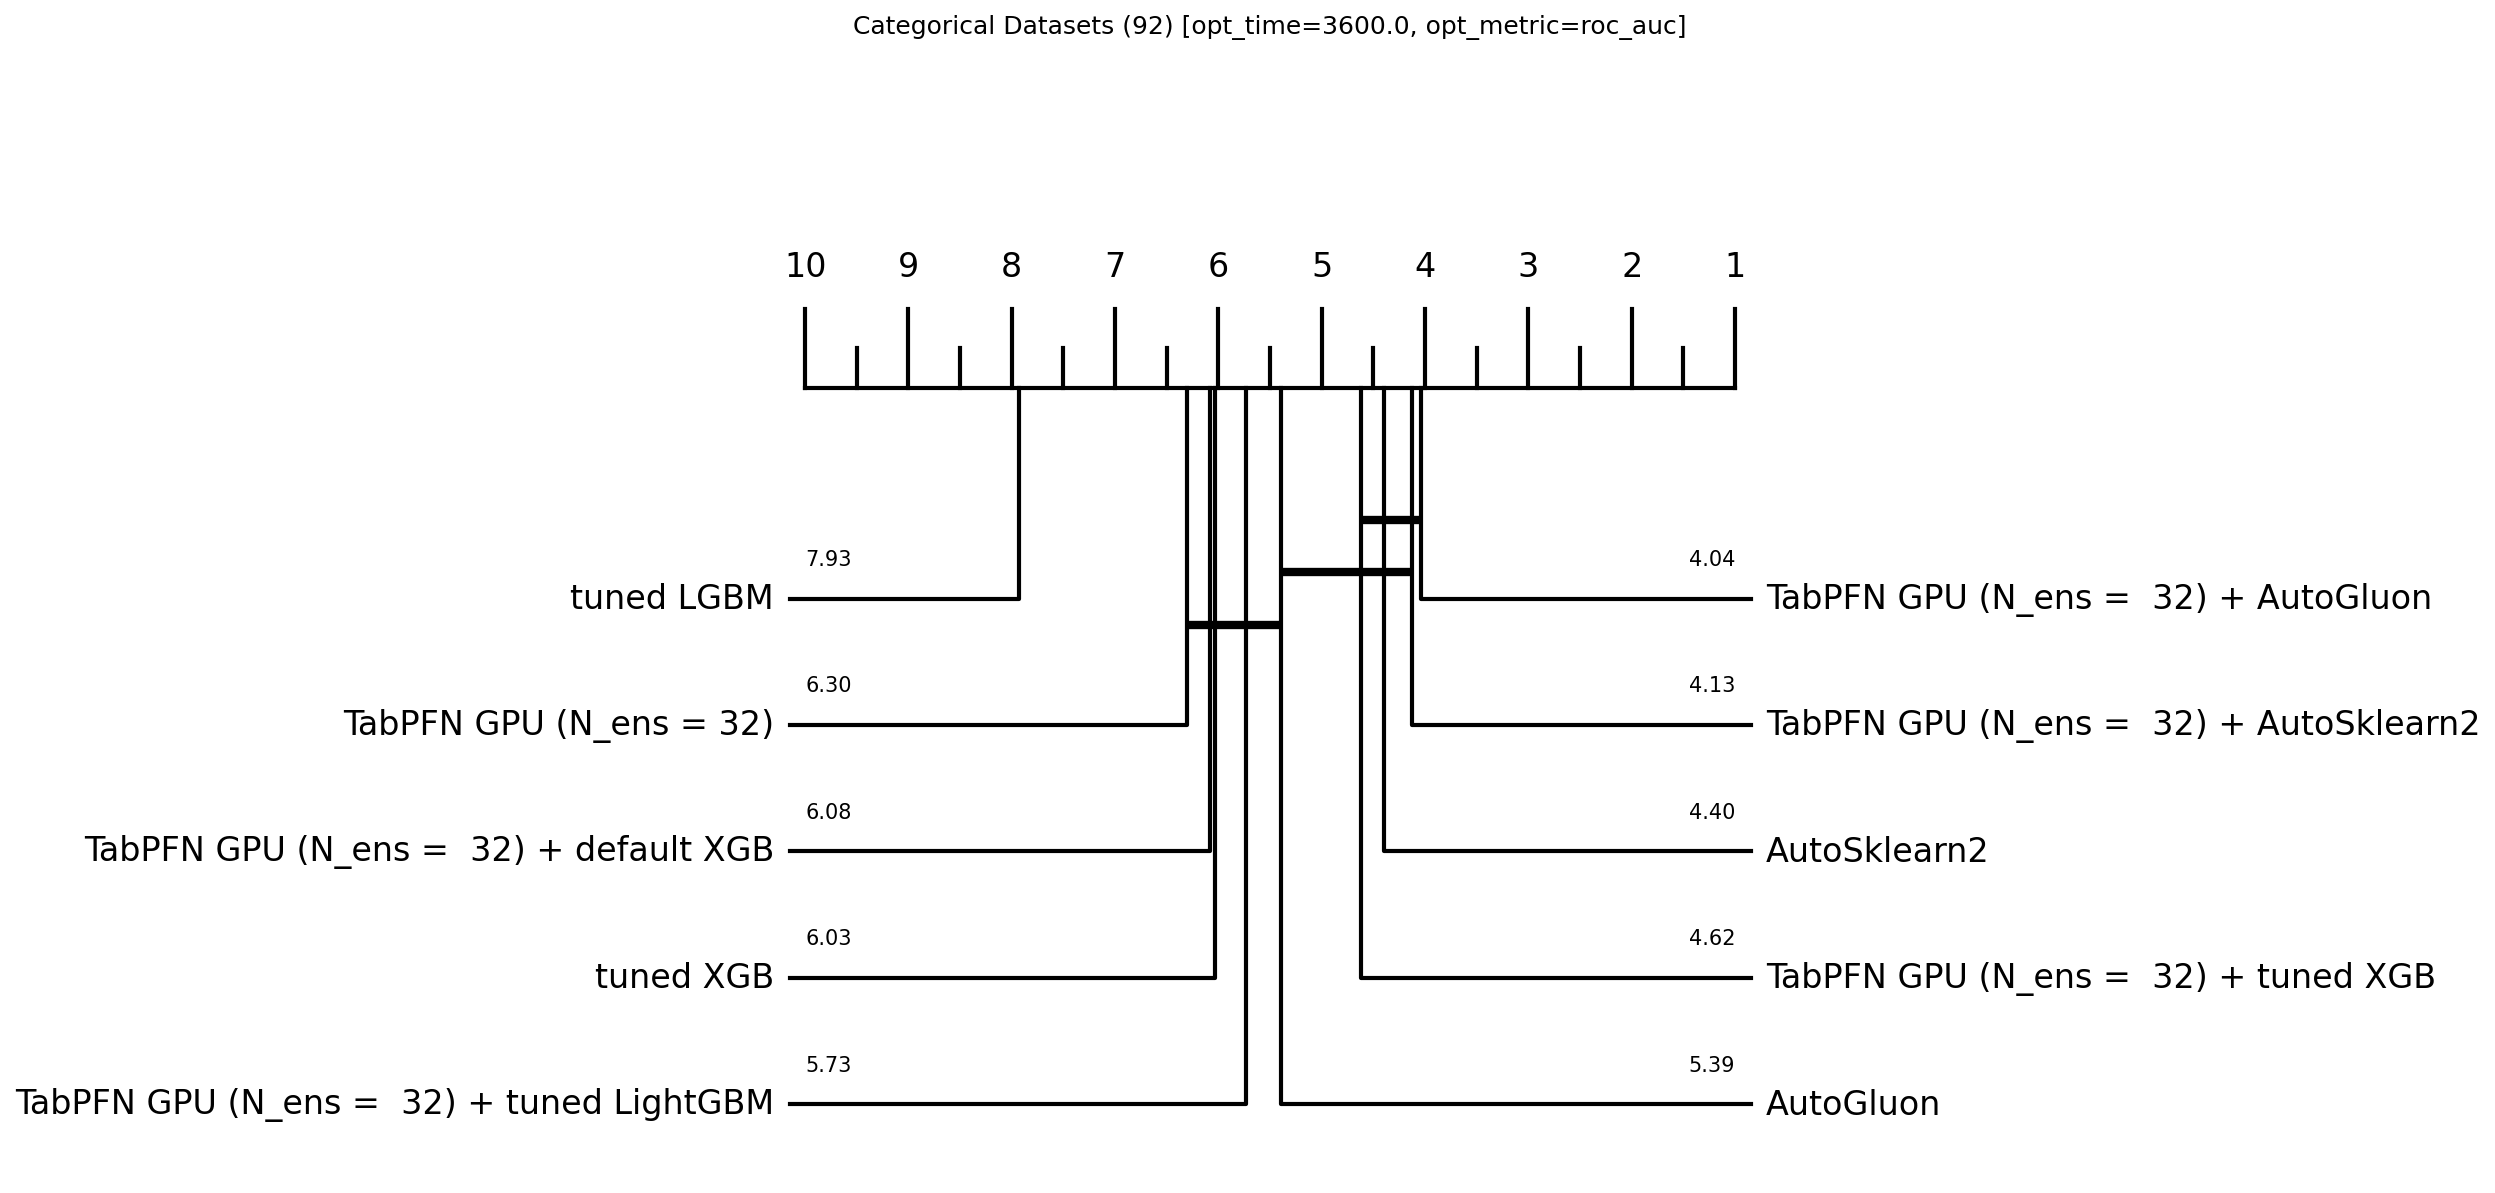 Categorical Datasets (92) [opt_time=3600.0, opt_metric=roc_auc]
10 9 8 7 6 5 4 3 2 1
7.93
tuned LGBM
6.30
TabPFN GPU (N_ens = 32)
6.08
TabPFN GPU (N_ens =  32) + default XGB
6.03
tuned XGB
5.73
TabPFN GPU (N_ens =  32) + tuned LightGBM
4.04
TabPFN GPU (N_ens =  32) + AutoGluon
4.13
TabPFN GPU (N_ens =  32) + AutoSklearn2
4.40
AutoSklearn2
4.62
TabPFN GPU (N_ens =  32) + tuned XGB
5.39
AutoGluon